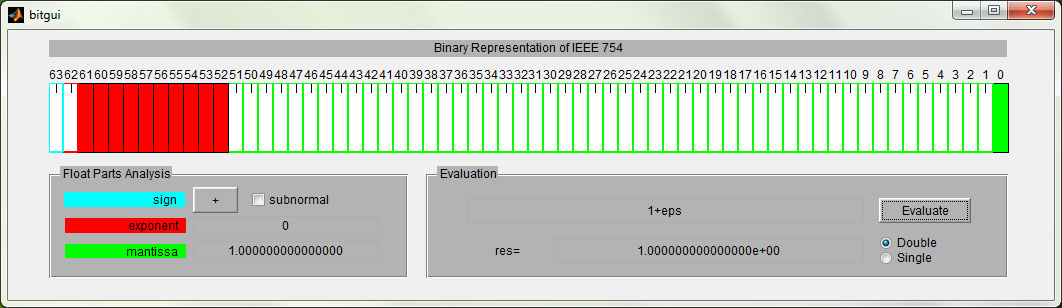 bitgui
Binary Representation of IEEE 754
63 62 61 60 59 58 57 56 55 54 53 52 51 50 49 48 47 46 45 44 43 42 41 40 39 38 37 36 35 34 33 32 31 30 29 28 27 26 25 24 23 22 21 20 19 18 17 16 15 14 13 12 11 10 9 8 7 6 5 4 3 2 1 0
Float Parts Analysis
sign + subnormal
exponent 0
mantissa 1.000000000000000
Evaluation
1+eps Evaluate
res= 1.000000000000000e+00
Double
Single